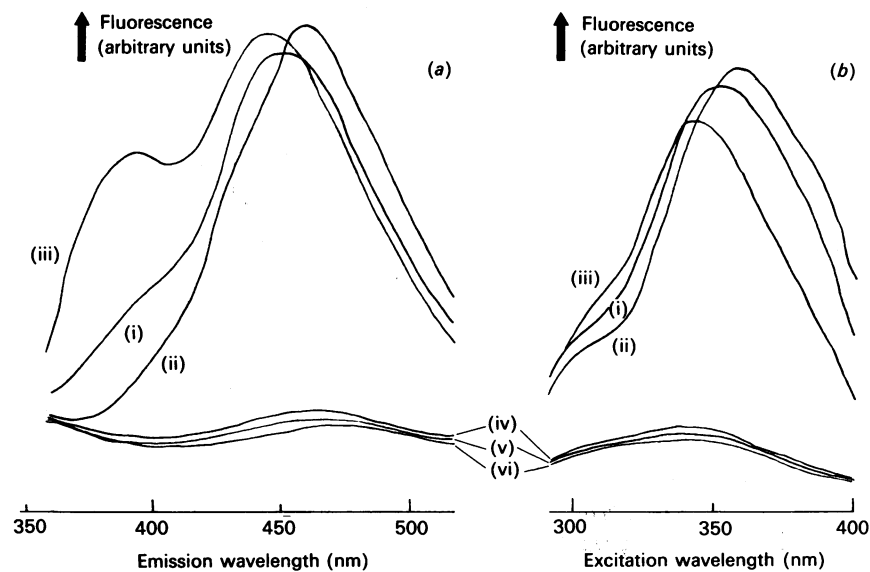 Fluorescence
(arbitrary units)
(a)
(iii)
(i)
(ii)
350
400
450
500
Emission wavelength (nm)
(iv)
(v)
(vi)
Fluorescence
(arbitrary units)
(b)
(iii)
(i)
(ii)
300
350
400
Excitation wavelength (nm)